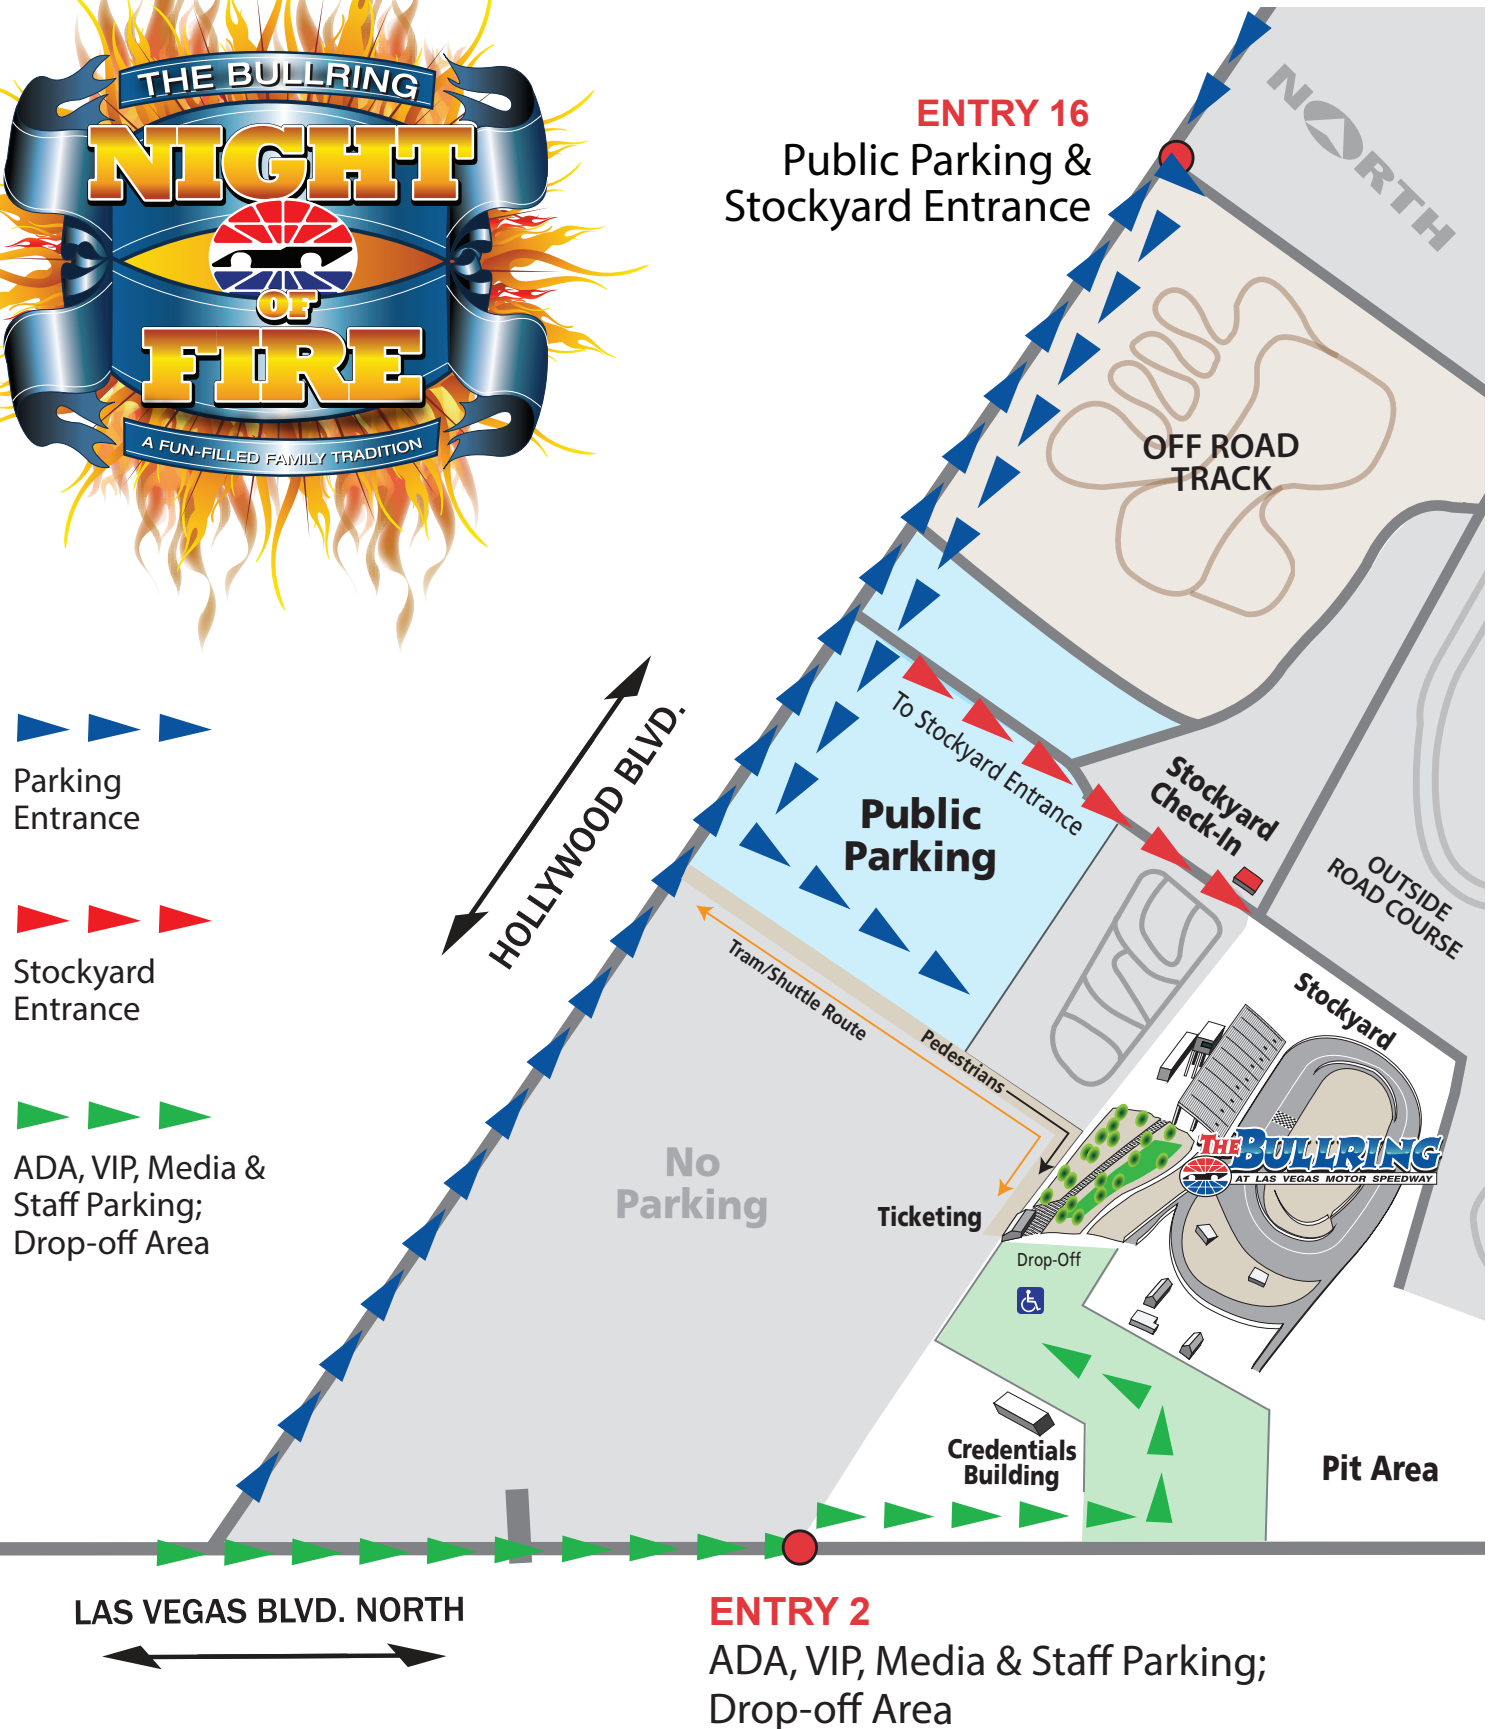 THE BULLRING
NIGHT
OF
FIRE
A FUN-FILLED FAMILY TRADITION
ENTRY 16
Public Parking &
Stockyard Entrance
NORTH
OFF ROAD
TRACK
Parking
Entrance
Stockyard
Entrance
ADA, VIP, Media &
Staff Parking;
Drop-off Area
HOLLYWOOD BLVD.
To Stockyard Entrance
Public
Parking
Stockyard
Check-In
OUTSIDE
ROAD COURSE
Tram/Shuttle Route
Pedestrians
Stockyard
No
Parking
THE BULLRING
AT LAS VEGAS MOTOR SPEEDWAY
Ticketing
Drop-Off
Credentials
Building
Pit Area
LAS VEGAS BLVD. NORTH
ENTRY 2
ADA, VIP, Media & Staff Parking;
Drop-off Area